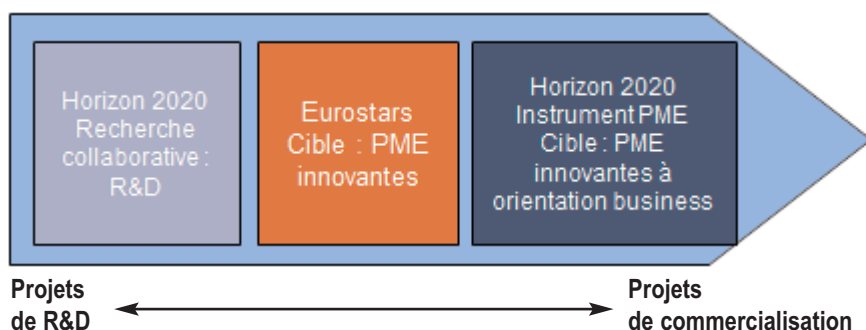 Horizon 2020
Recherche
collaborative :
R&D
Eurostars
Cible : PME
innovantes
Horizon 2020
Instrument PME
Cible : PME
innovantes à
orientation business
Projets
de R&D
Projets
de commercialisation